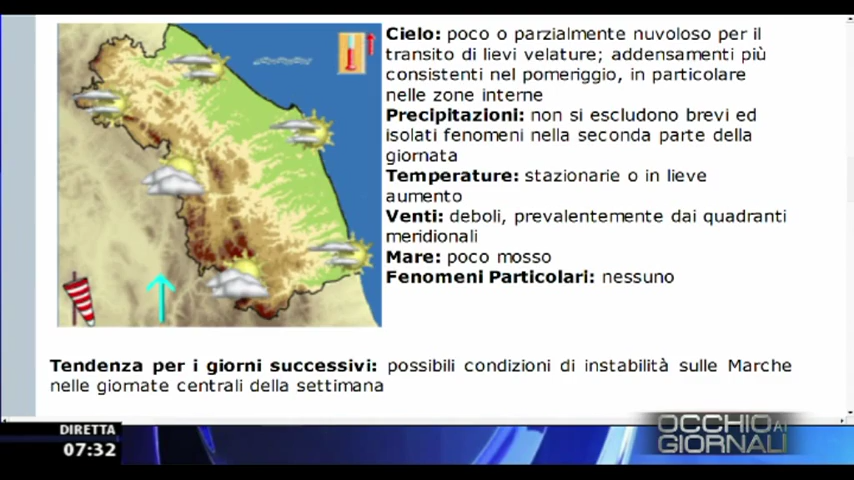 Cielo: poco o parzialmente nuvoloso per il
transito di lievi velature; addensamenti più
consistenti nel pomeriggio, in particolare
nelle zone interne
Precipitazioni: non si escludono brevi ed
isolati fenomeni nella seconda parte della
giornata
Temperature: stazionarie o in lieve
aumento
Venti: deboli, prevalentemente dai quadranti
meridionali
Mare: poco mosso
Fenomeni Particolari: nessuno
Tendenza per i giorni successivi: possibili condizioni di instabilità sulle Marche
nelle giornate centrali della settimana
DIRETTA
07:32
OCCHIO AI
GIORNALI